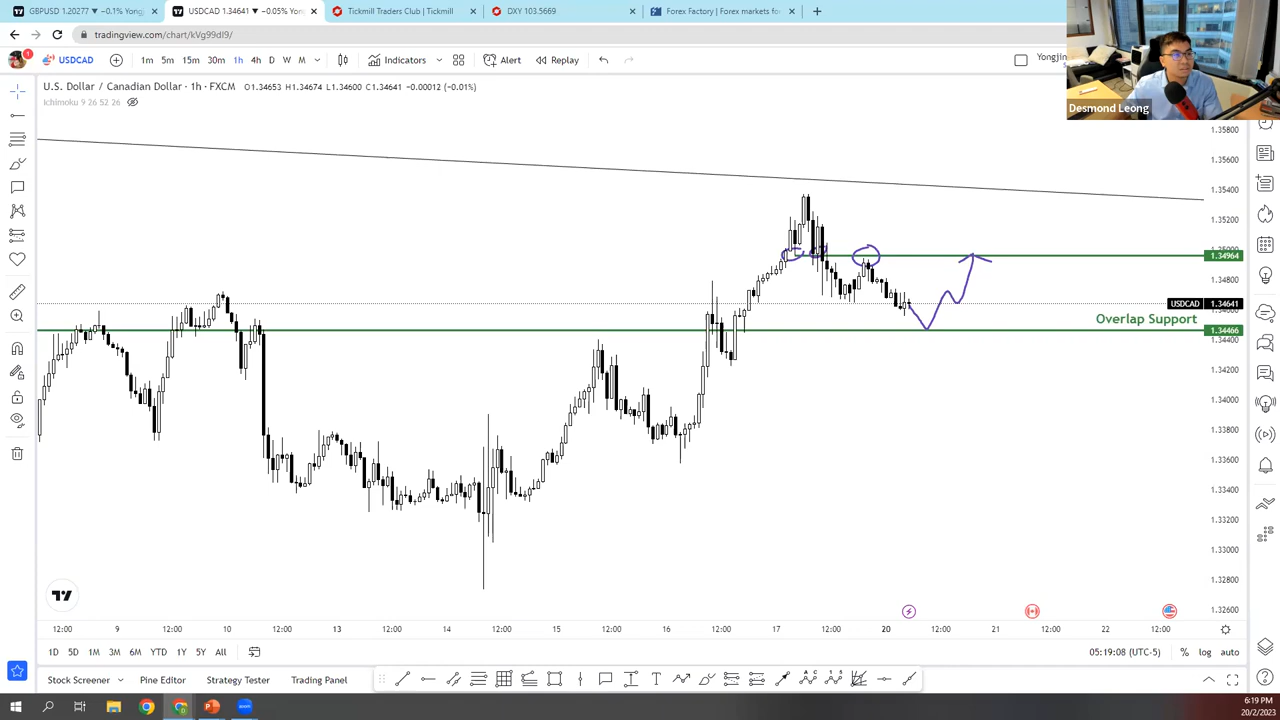 GBPUSD 1.20277 ▼ −0.1% Yong
USDCAD 1.34641 ▼ −0.05% Yong
Tickmill Traders Club | Tickmill
DXY 103.5669
Forex Factory | Forex markets for
tradingview.com/chart/kVg99dI9/
1
USDCAD
1m 5m 15m 30m 1h 4h D W M
Indicators
Alert
Replay
Yongjin
Desmond Leong
U.S. Dollar / Canadian Dollar · 1h · FXCM O1.34653 H1.34674 L1.34600 C1.34641 −0.00012 (−0.01%)
Ichimoku 9 26 52 26
1.35800
1.35600
1.35400
1.35200
1.34964
1.34800
USDCAD 1.34641
Overlap Support
1.34466
1.34400
1.34200
1.34000
1.33800
1.33600
1.33400
1.33200
1.33000
1.32800
1.32600
12:00 9 12:00 10 12:00 13 12:00 14 12:00 15 12:00 16 12:00 17 12:00 20 12:00 21 12:00 22 12:00
1D 5D 1M 3M 6M YTD 1Y 5Y All
05:19:08 (UTC-5)
% log auto
Stock Screener Pine Editor Strategy Tester Trading Panel
6:19 PM
20/2/2023